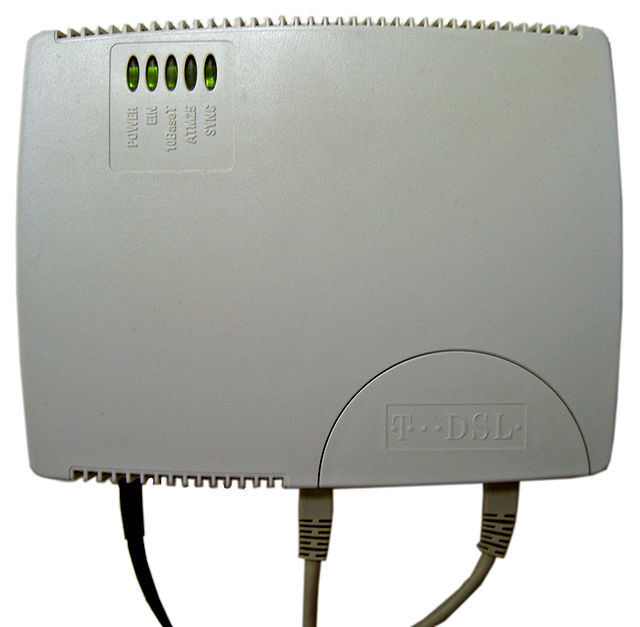 POWER
EIN
10BaseT
ATM25
SYNC
T··DSL·